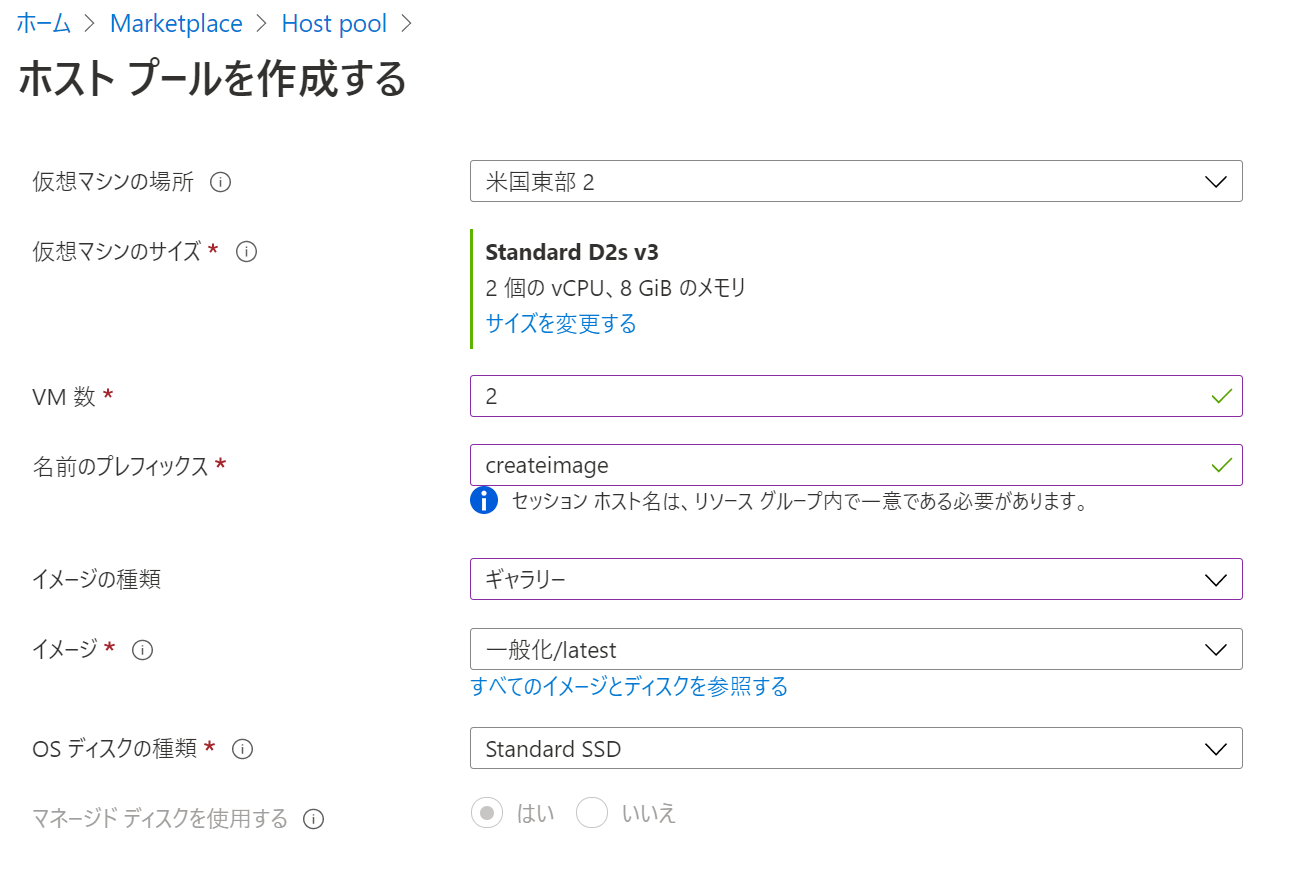 ホーム > Marketplace > Host pool >
ホスト プールを作成する
仮想マシンの場所 米国東部 2
仮想マシンのサイズ * Standard D2s v3
2 個の vCPU、8 GiB のメモリ
サイズを変更する
VM 数 * 2
名前のプレフィックス * createimage
セッション ホスト名は、リソース グループ内で一意である必要があります。
イメージの種類 ギャラリー
イメージ * 一般化/latest
すべてのイメージとディスクを参照する
OS ディスクの種類 * Standard SSD
マネージド ディスクを使用する はい いいえ